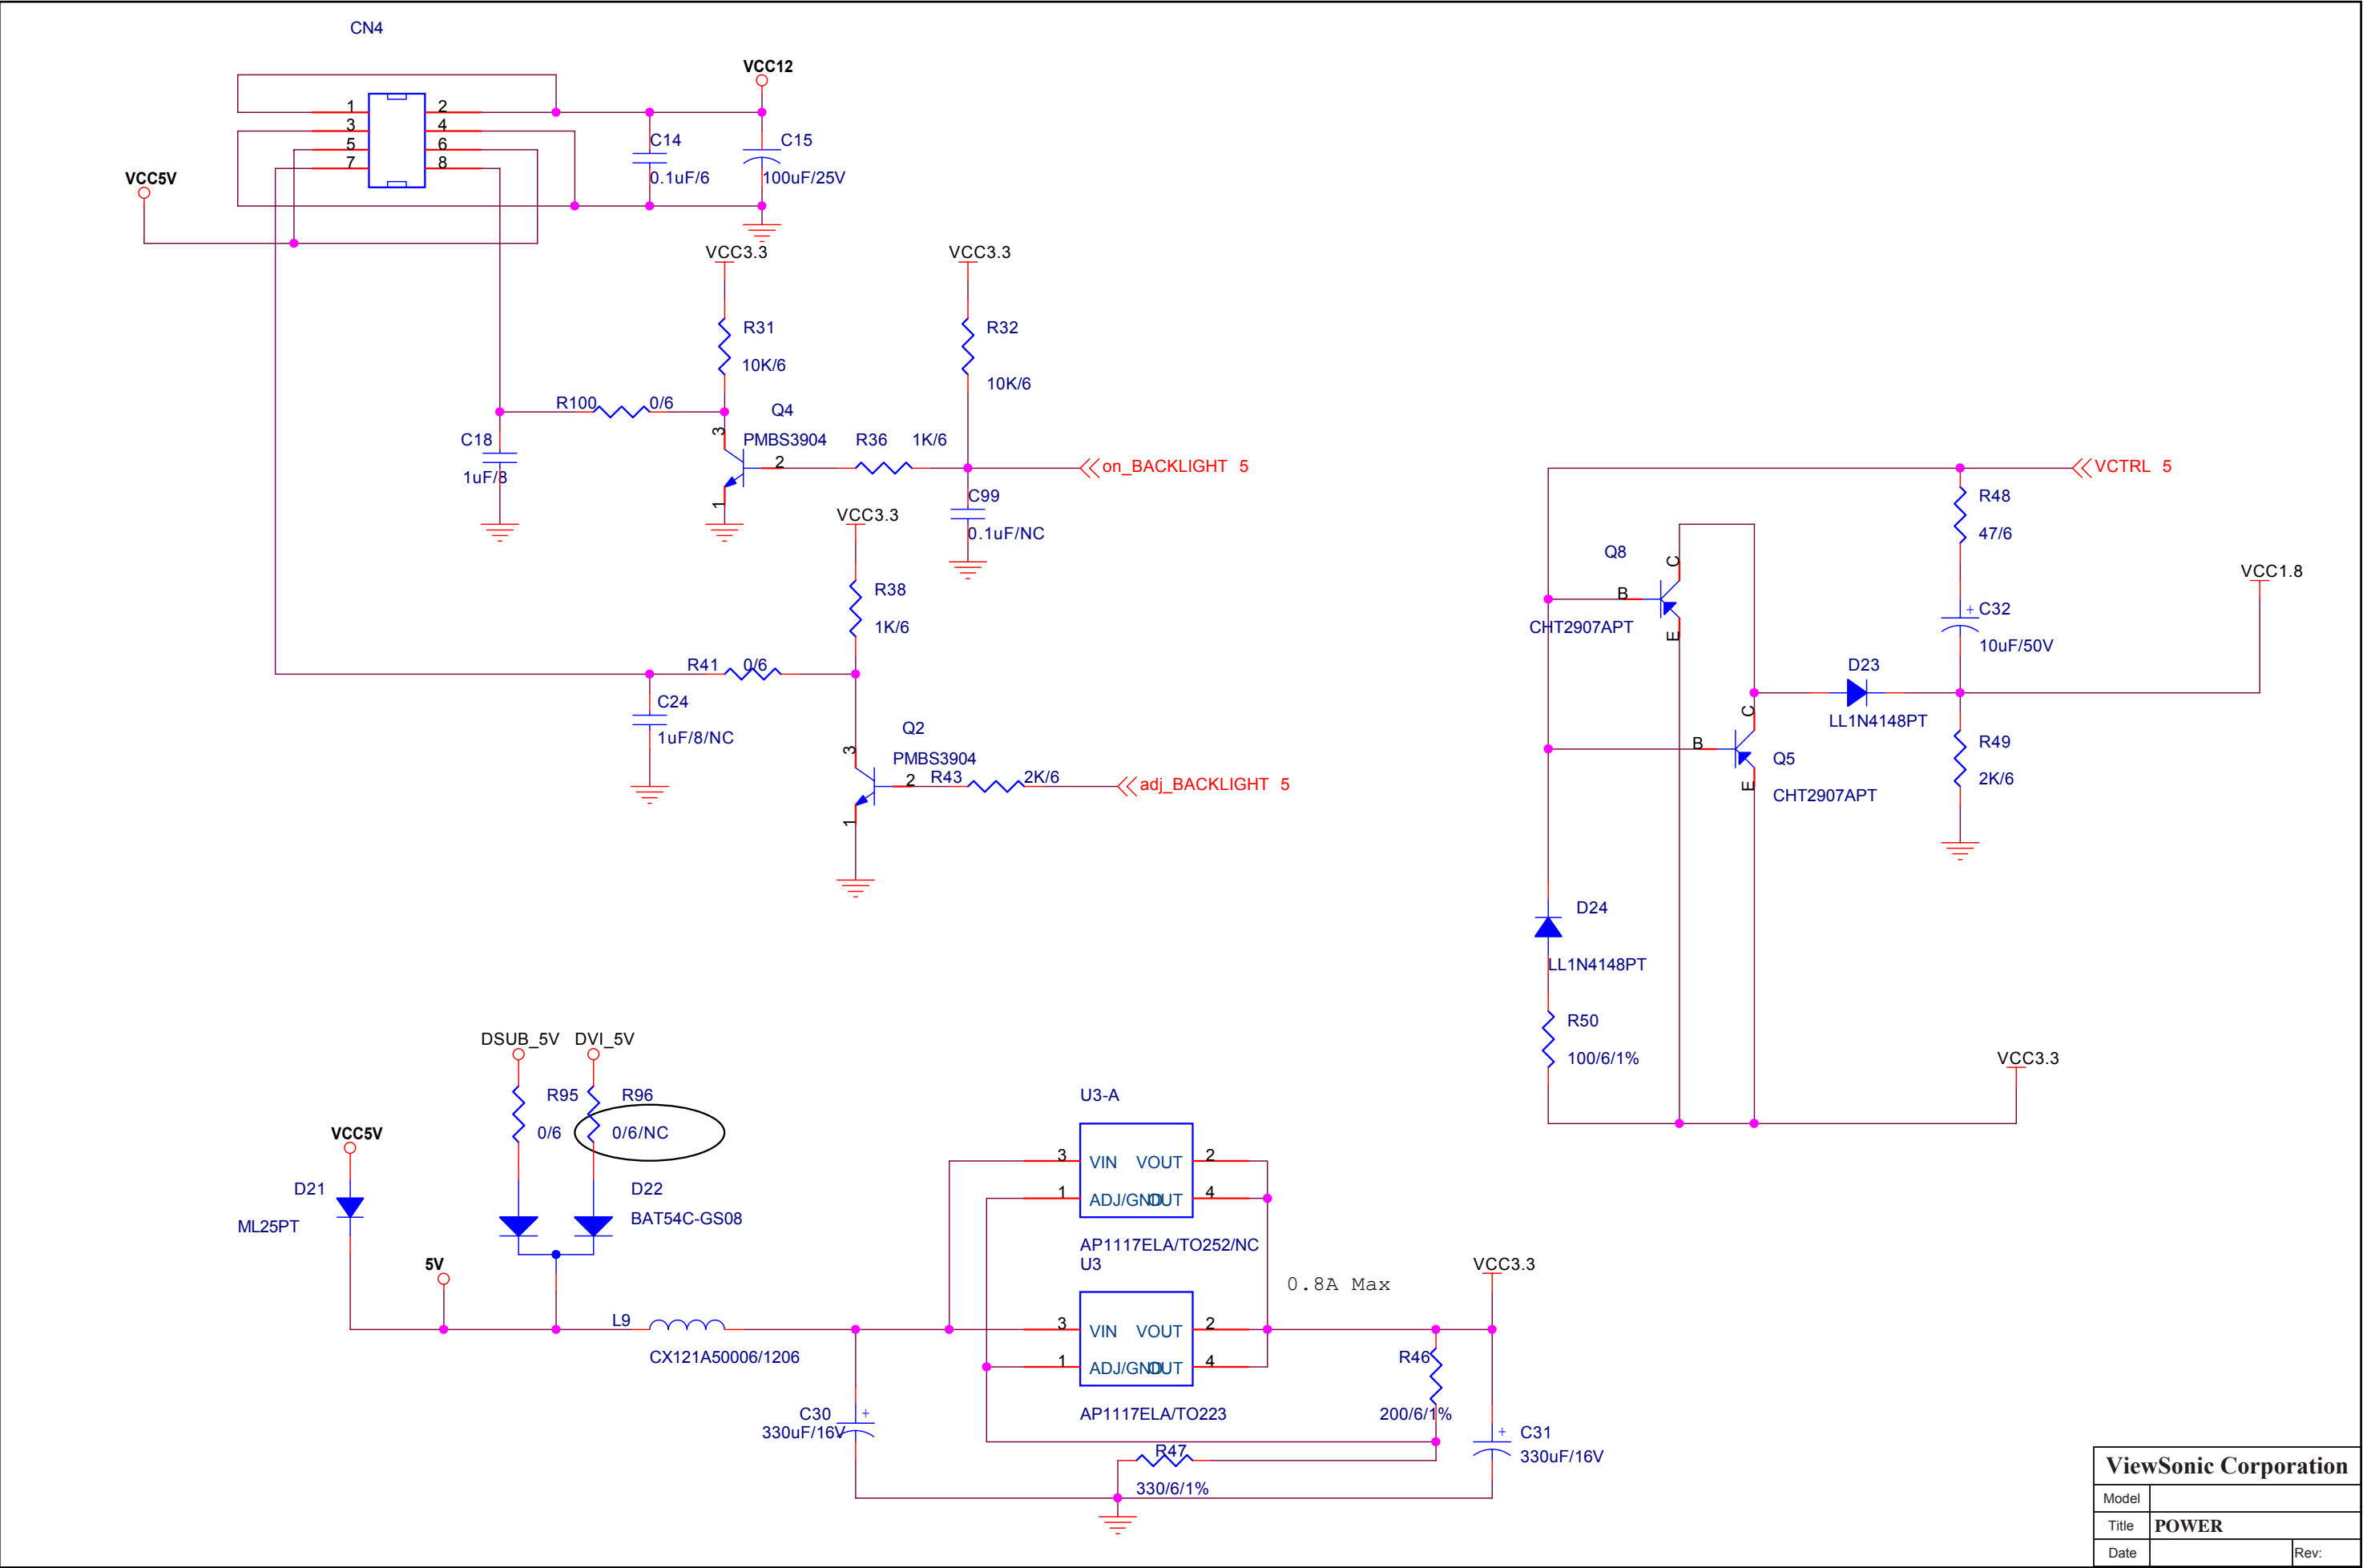 CN4
VCC12
1 2
3 4
5 6
7 8
C14
0.1uF/6
C15
100uF/25V
VCC5V
VCC3.3
VCC3.3
R31
10K/6
R32
10K/6
R100 0/6
Q4
PMBS3904
3
2
1
R36 1K/6
on_BACKLIGHT 5
C18
1uF/8
C99
0.1uF/NC
VCC3.3
R38
1K/6
R41 0/6
C24
1uF/8/NC
Q2
PMBS3904
3
2
1
R43 2K/6
adj_BACKLIGHT 5
VCTRL 5
R48
47/6
Q8
C
B
E
CHT2907APT
VCC1.8
C32
+
10uF/50V
D23
LL1N4148PT
C
B
E
Q5
CHT2907APT
R49
2K/6
D24
LL1N4148PT
R50
100/6/1%
VCC3.3
DSUB_5V DVI_5V
R95
0/6
R96
0/6/NC
VCC5V
D21
ML25PT
D22
BAT54C-GS08
5V
L9
CX121A50006/1206
U3-A
3 VIN VOUT 2
1 ADJ/GND OUT 4
AP1117ELA/TO252/NC
U3
0.8A Max
VCC3.3
3 VIN VOUT 2
1 ADJ/GND OUT 4
AP1117ELA/TO223
R46
200/6/1%
C30
+
330uF/16V
R47
330/6/1%
C31
+
330uF/16V
ViewSonic Corporation
Model
Title POWER
Date Rev: